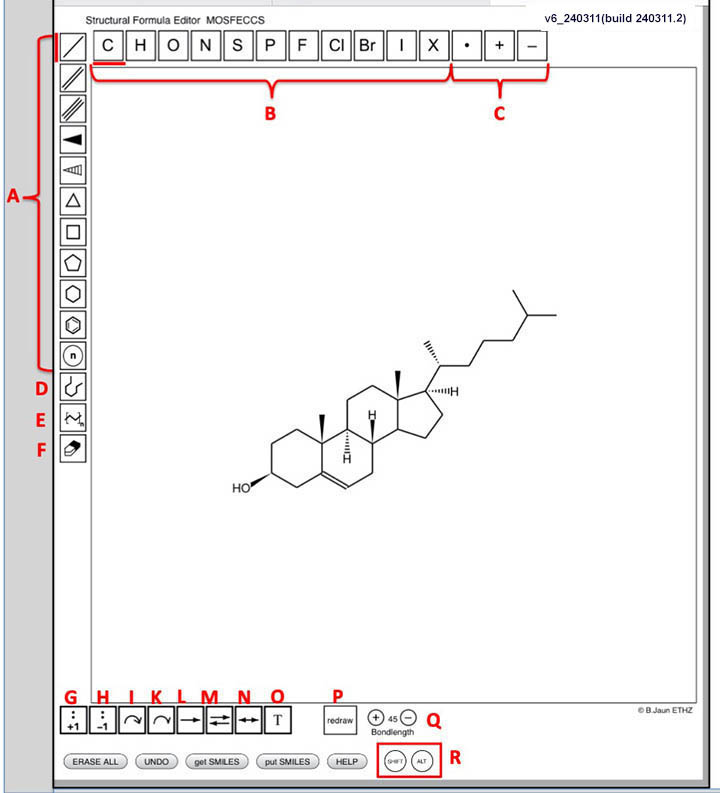 Structural Formula Editor MOSFECCS v6_240311(build 240311.2)
C H O N S P F Cl Br I X • + −
B C
A
n
D
E
n
F
H
H
H
HO
G H I K L M N O P
+1 −1 T redraw + 45 − Q
Bondlength
© B.Jaun ETHZ
ERASE ALL UNDO get SMILES put SMILES HELP SHIFT ALT R